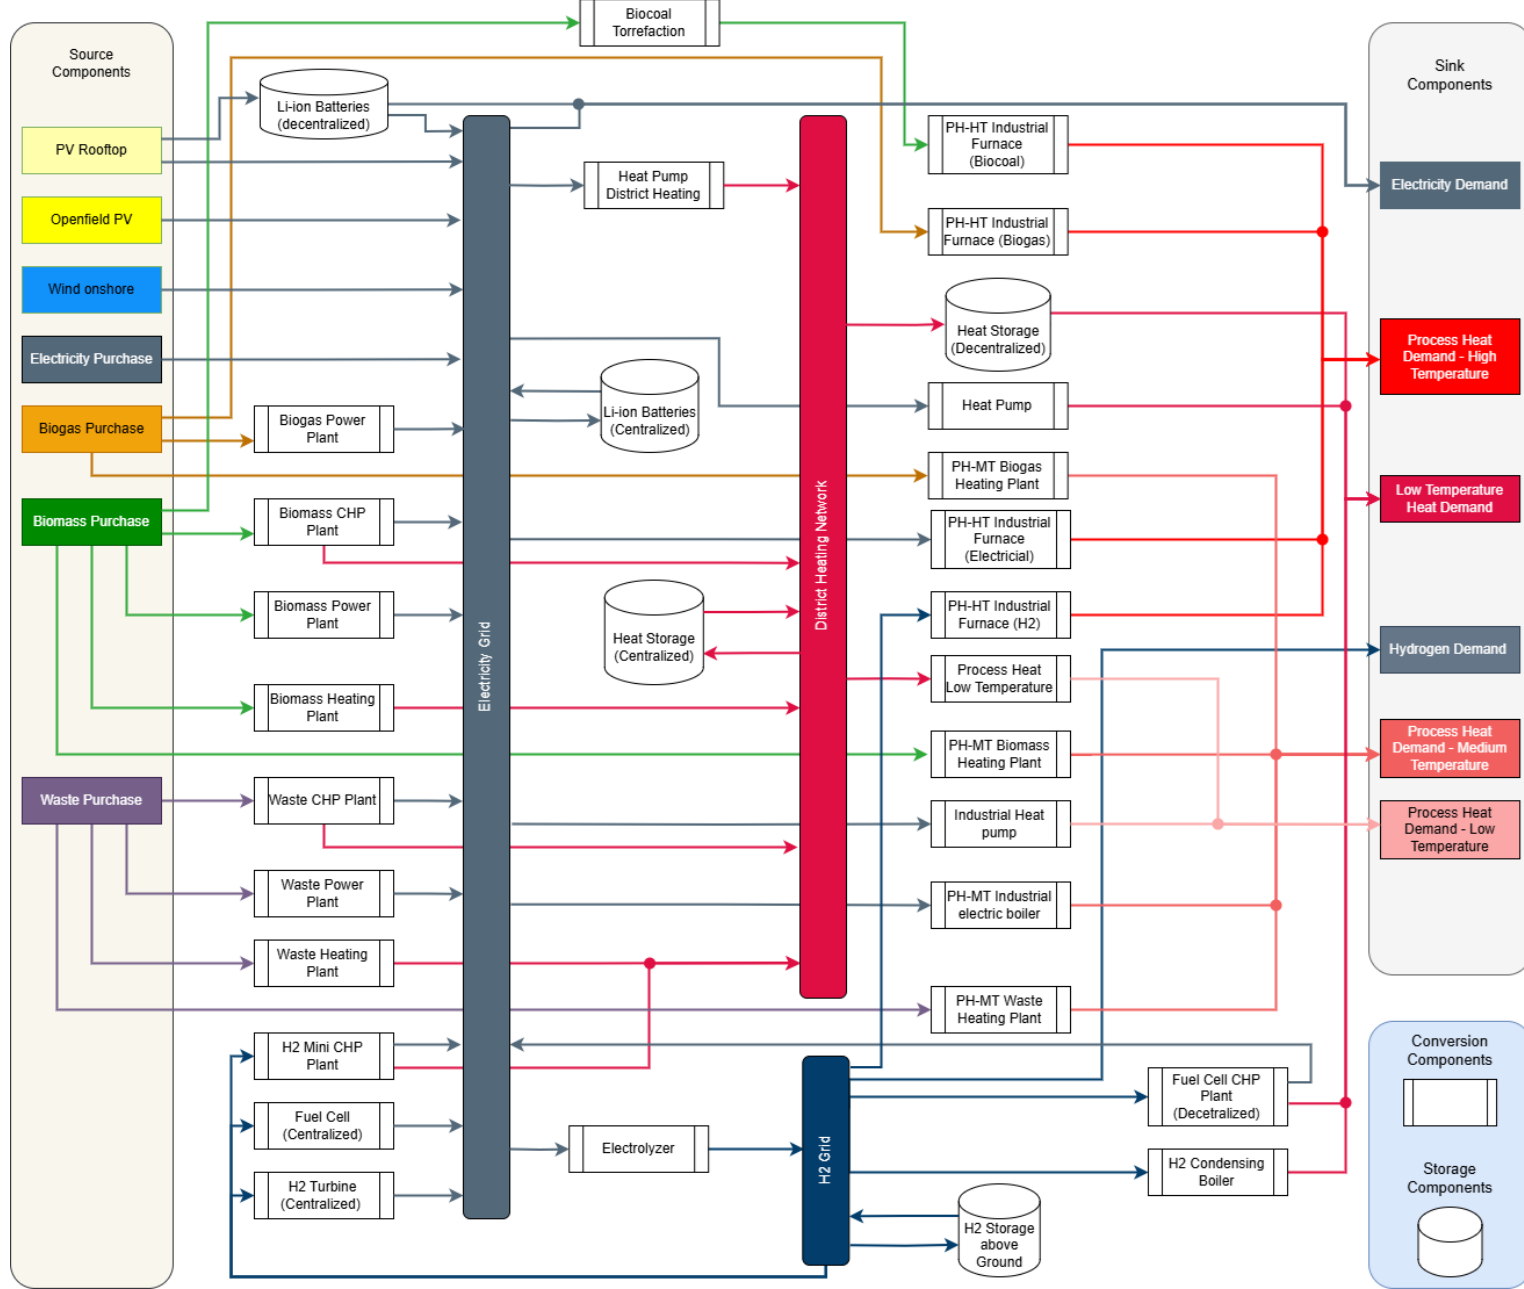 Source
Components
PV Rooftop
Openfield PV
Wind onshore
Electricity Purchase
Biogas Purchase
Biomass Purchase
Waste Purchase
Biocoal
Torrefaction
Li-ion Batteries
(decentralized)
Biogas Power
Plant
Biomass CHP
Plant
Biomass Power
Plant
Biomass Heating
Plant
Waste CHP Plant
Waste Power
Plant
Waste Heating
Plant
H2 Mini CHP
Plant
Fuel Cell
(Centralized)
H2 Turbine
(Centralized)
Electricity Grid
Heat Pump
District Heating
Li-ion Batteries
(Centralized)
Heat Storage
(Centralized)
Electrolyzer
District Heating Network
H2 Grid
PH-HT Industrial
Furnace
(Biocoal)
PH-HT Industrial
Furnace (Biogas)
Heat Storage
(Decentralized)
Heat Pump
PH-MT Biogas
Heating Plant
PH-HT Industrial
Furnace
(Electricial)
PH-HT Industrial
Furnace (H2)
Process Heat
Low Temperature
PH-MT Biomass
Heating Plant
Industrial Heat
pump
PH-MT Industrial
electric boiler
PH-MT Waste
Heating Plant
Fuel Cell CHP
Plant
(Decetralized)
H2 Condensing
Boiler
H2 Storage
above
Ground
Sink
Components
Electricity Demand
Process Heat
Demand - High
Temperature
Low Temperature
Heat Demand
Hydrogen Demand
Process Heat
Demand - Medium
Temperature
Process Heat
Demand - Low
Temperature
Conversion
Components
Storage
Components